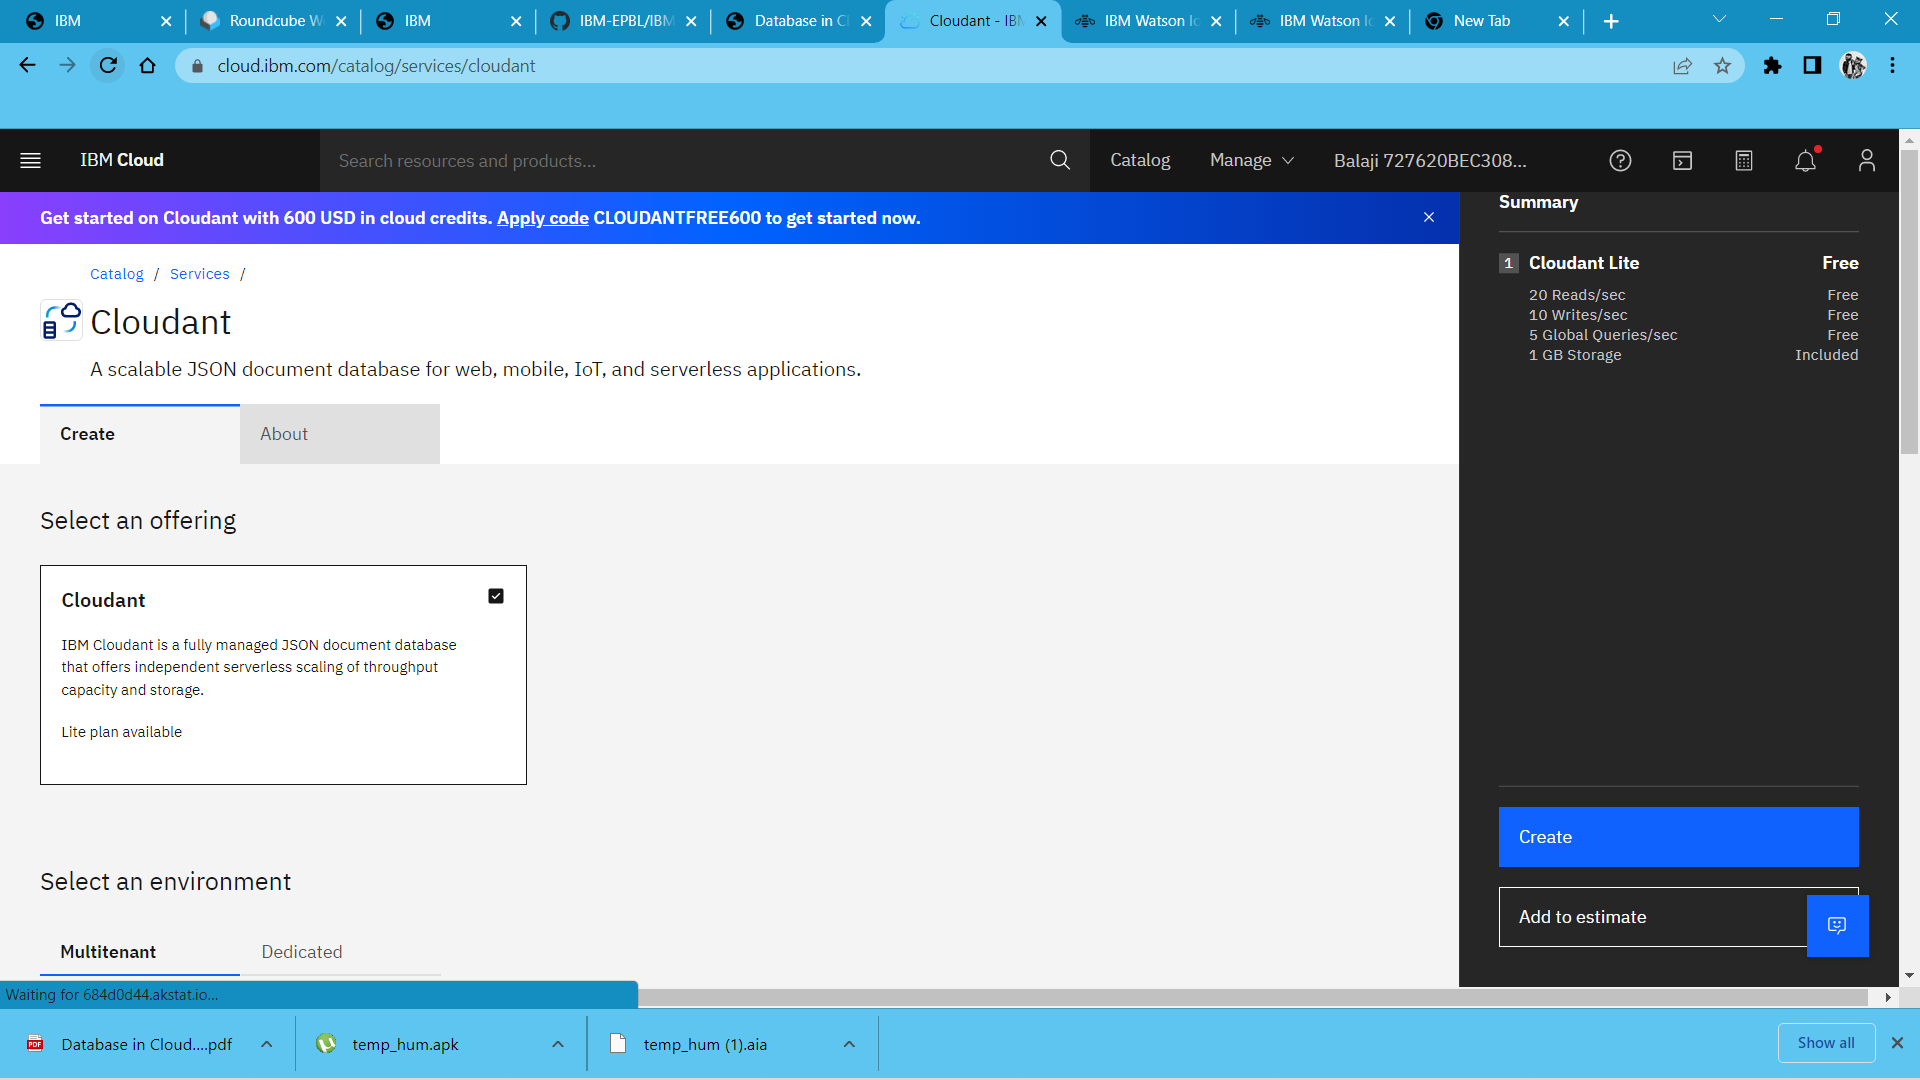 IBM
Roundcube W
IBM
IBM-EPBL/IBM
Database in Cl
Cloudant - IBM
IBM Watson Io
IBM Watson Io
New Tab
cloud.ibm.com/catalog/services/cloudant
IBM Cloud
Search resources and products...
Catalog
Manage
Balaji 727620BEC308...
Get started on Cloudant with 600 USD in cloud credits. Apply code CLOUDANTFREE600 to get started now.
Catalog / Services /
Cloudant
A scalable JSON document database for web, mobile, IoT, and serverless applications.
Create
About
Select an offering
Cloudant
IBM Cloudant is a fully managed JSON document database
that offers independent serverless scaling of throughput
capacity and storage.
Lite plan available
Select an environment
Multitenant
Dedicated
Summary
1 Cloudant Lite Free
20 Reads/sec Free
10 Writes/sec Free
5 Global Queries/sec Free
1 GB Storage Included
Create
Add to estimate
Waiting for 684d0d44.akstat.io...
PDF
Database in Cloud....pdf
temp_hum.apk
temp_hum (1).aia
Show all